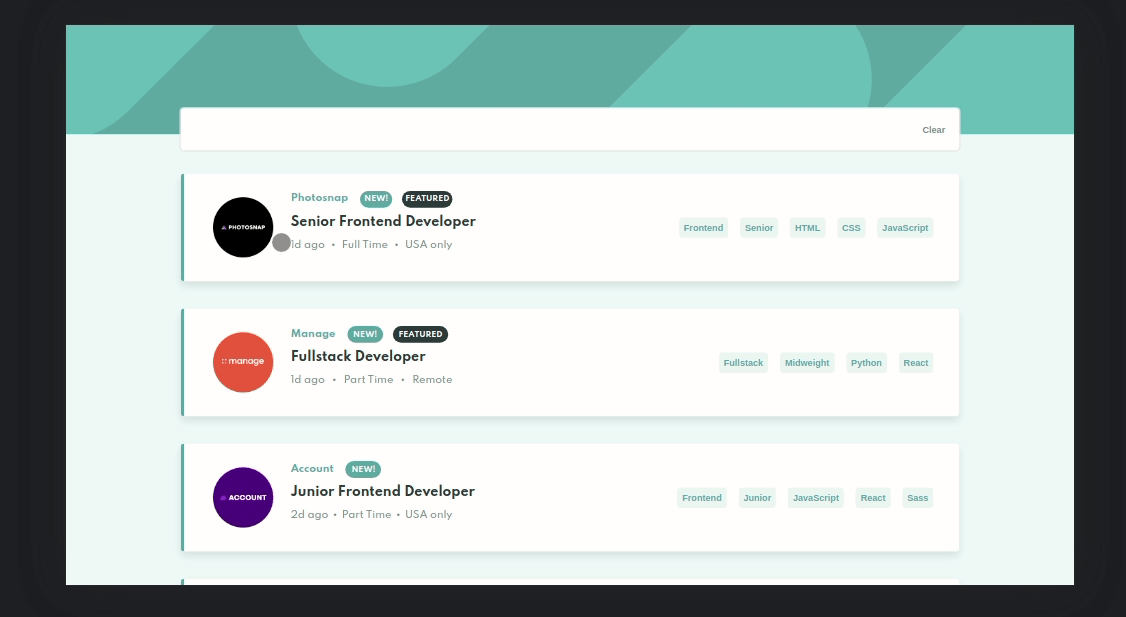 Clear
Photosnap NEW! FEATURED
PHOTOSNAP
Senior Frontend Developer
1d ago • Full Time • USA only
Frontend Senior HTML CSS JavaScript
Manage NEW! FEATURED
manage
Fullstack Developer
1d ago • Part Time • Remote
Fullstack Midweight Python React
Account NEW!
ACCOUNT
Junior Frontend Developer
2d ago • Part Time • USA only
Frontend Junior JavaScript React Sass